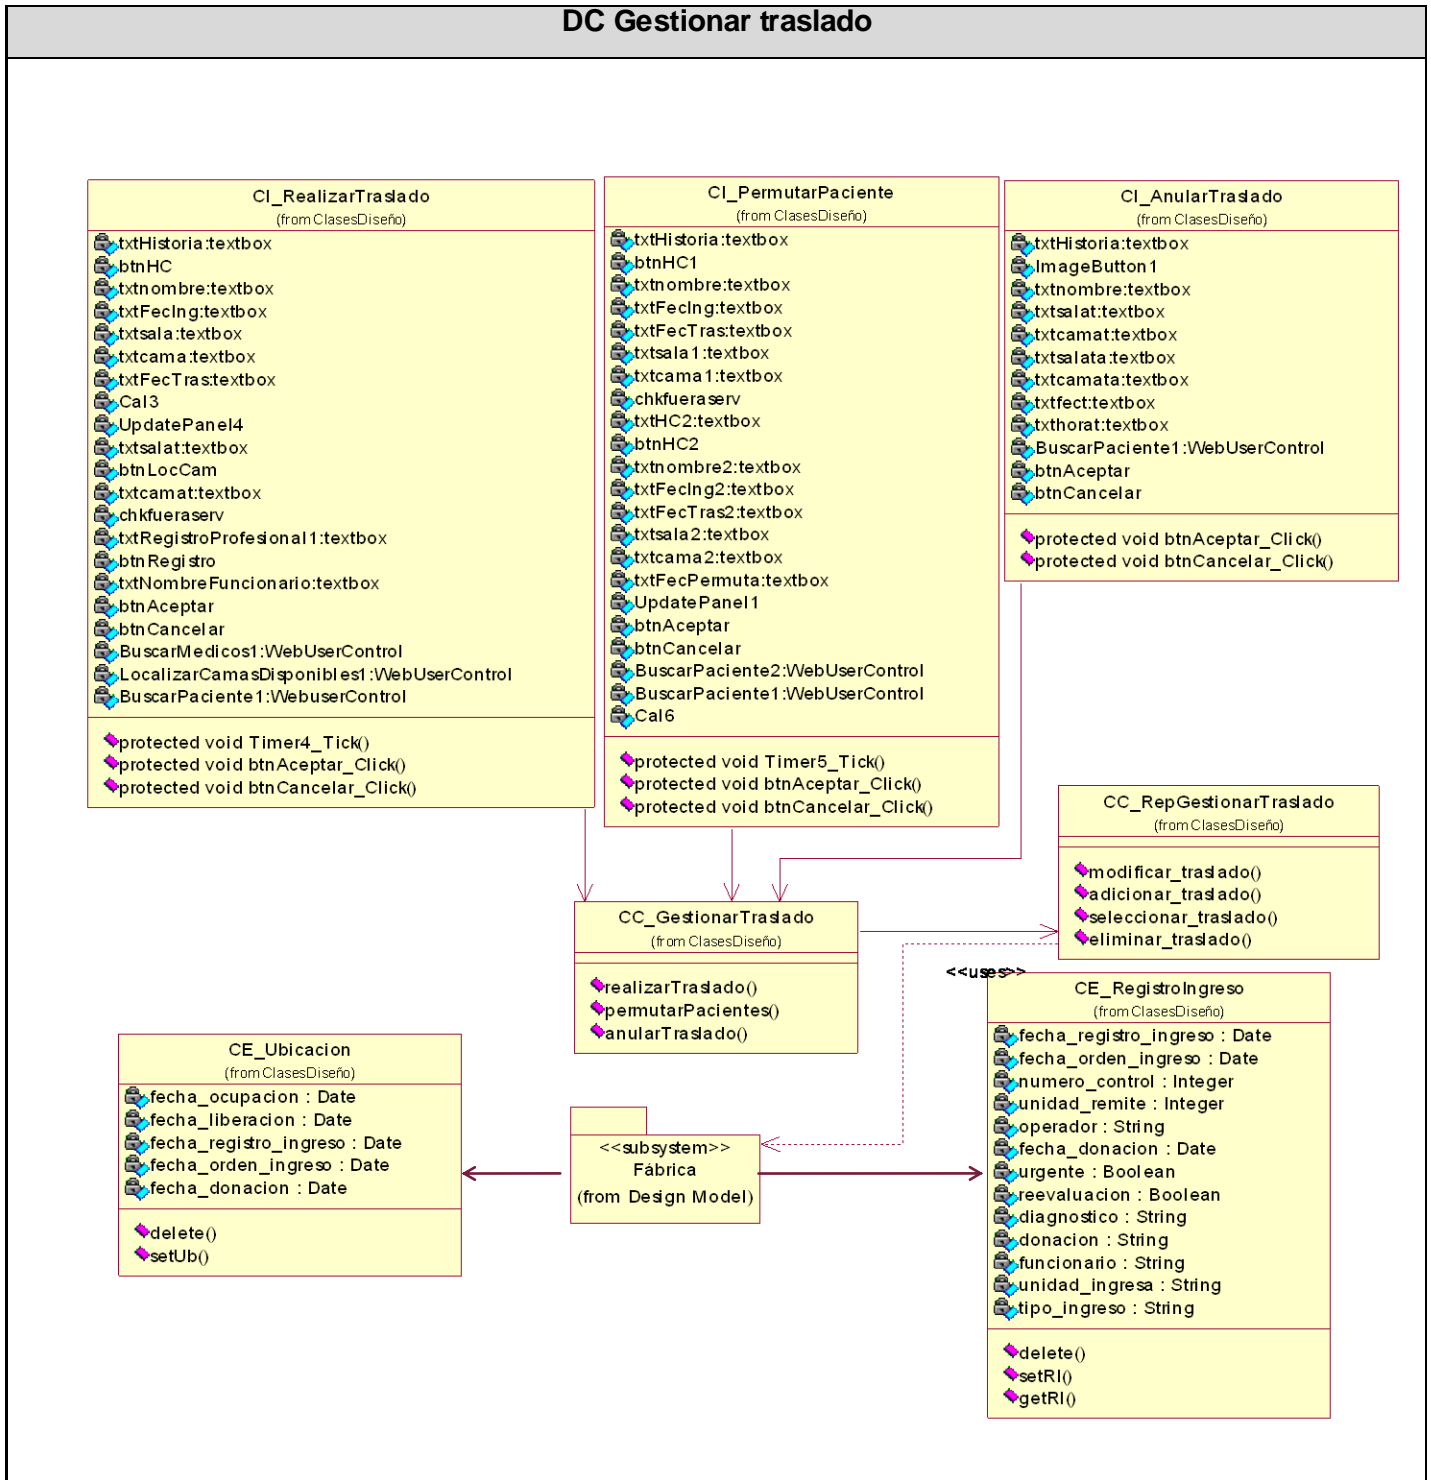 DC Gestionar traslado
CI_RealizarTraslado
(from ClasesDiseño)
txtHistoria:textbox
btnHC
txtnombre:textbox
txtFecIng:textbox
txtsala:textbox
txtcama:textbox
txtFecTras:textbox
Cal3
UpdatePanel4
txtsalat:textbox
btnLocCam
txtcamat:textbox
chkfueraserv
txtRegistroProfesional1:textbox
btnRegistro
txtNombreFuncionario:textbox
btnAceptar
btnCancelar
BuscarMedicos1:WebUserControl
LocalizarCamasDisponibles1:WebUserControl
BuscarPaciente1:WebuserControl
protected void Timer4_Tick()
protected void btnAceptar_Click()
protected void btnCancelar_Click()
CI_PermutarPaciente
(from ClasesDiseño)
txtHistoria:textbox
btnHC1
txtnombre:textbox
txtFecIng:textbox
txtFecTras:textbox
txtsala1:textbox
txtcama1:textbox
chkfueraserv
txtHC2:textbox
btnHC2
txtnombre2:textbox
txtFecIng2:textbox
txtFecTras2:textbox
txtsala2:textbox
txtcama2:textbox
txtFecPermuta:textbox
UpdatePanel1
btnAceptar
btnCancelar
BuscarPaciente2:WebUserControl
BuscarPaciente1:WebUserControl
Cal6
protected void Timer5_Tick()
protected void btnAceptar_Click()
protected void btnCancelar_Click()
CI_AnularTraslado
(from ClasesDiseño)
txtHistoria:textbox
ImageButton1
txtnombre:textbox
txtsalat:textbox
txtcamat:textbox
txtsalata:textbox
txtcamata:textbox
txtfect:textbox
txthorat:textbox
BuscarPaciente1:WebUserControl
btnAceptar
btnCancelar
protected void btnAceptar_Click()
protected void btnCancelar_Click()
CC_RepGestionarTraslado
(from ClasesDiseño)
modificar_traslado()
adicionar_traslado()
seleccionar_traslado()
eliminar_traslado()
CC_GestionarTraslado
(from ClasesDiseño)
realizarTraslado()
permutarPacientes()
anularTraslado()
<<uses>>
CE_RegistroIngreso
(from ClasesDiseño)
fecha_registro_ingreso : Date
fecha_orden_ingreso : Date
numero_control : Integer
unidad_remite : Integer
operador : String
fecha_donacion : Date
urgente : Boolean
reevaluacion : Boolean
diagnostico : String
donacion : String
funcionario : String
unidad_ingresa : String
tipo_ingreso : String
delete()
setRI()
getRI()
CE_Ubicacion
(from ClasesDiseño)
fecha_ocupacion : Date
fecha_liberacion : Date
fecha_registro_ingreso : Date
fecha_orden_ingreso : Date
fecha_donacion : Date
delete()
setUb()
<<subsystem>>
Fábrica
(from Design Model)